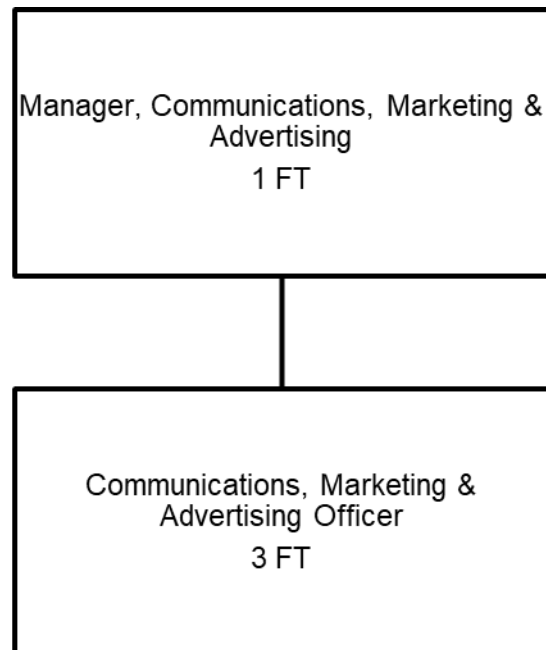 Manager, Communications, Marketing &
Advertising
1 FT
Communications, Marketing &
Advertising Officer
3 FT